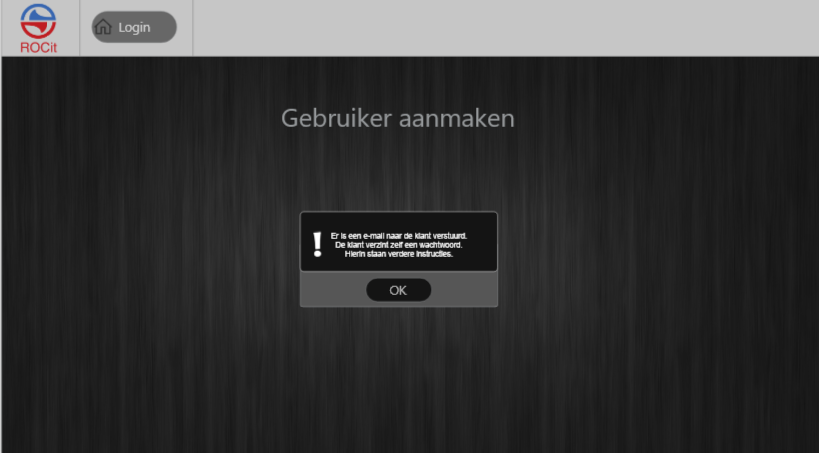 ROCit
Login
Gebruiker aanmaken
Er is een e-mail naar de klant verstuurd.
De klant verzint zelf een wachtwoord.
Hierin staan verdere instructies.
OK